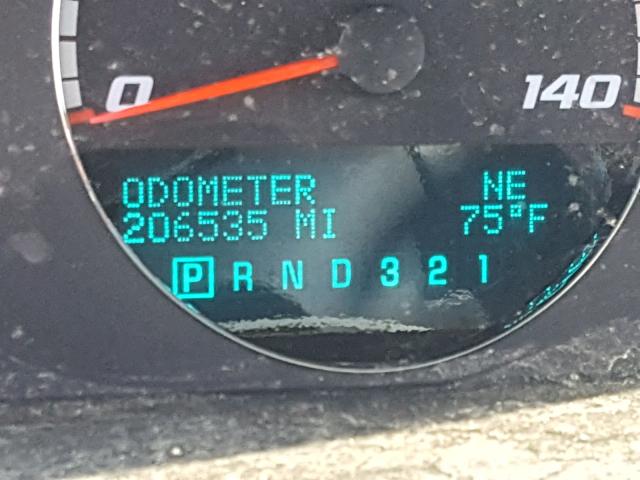 0 140
ODOMETER NE
206535 MI 75°F
P R N D 3 2 1